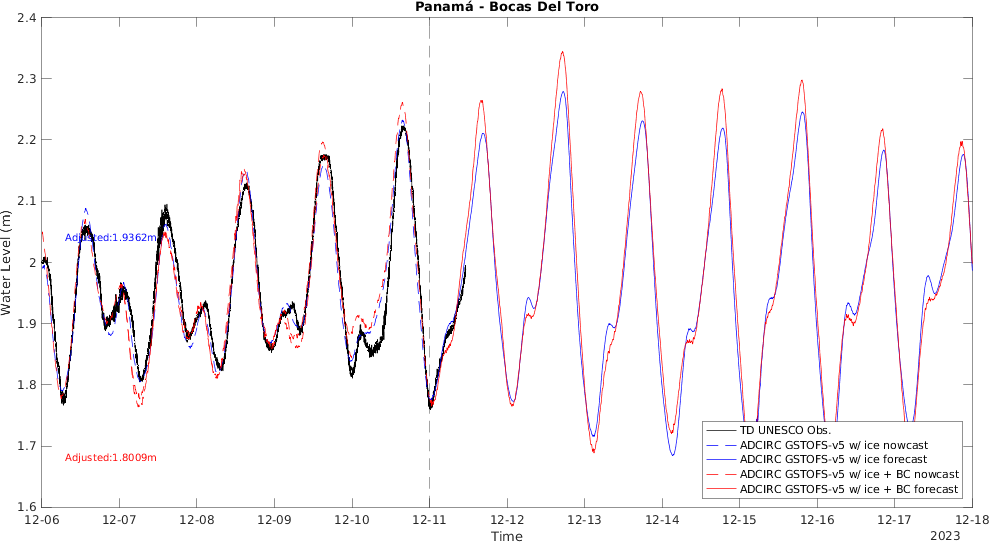 Panamá - Bocas Del Toro
2.4
2.3
2.2
2.1
2
1.9
1.8
1.7
1.6
Water Level (m)
Adjusted:1.9362m
Adjusted:1.8009m
TD UNESCO Obs.
ADCIRC GSTOFS-v5 w/ ice nowcast
ADCIRC GSTOFS-v5 w/ ice forecast
ADCIRC GSTOFS-v5 w/ ice + BC nowcast
ADCIRC GSTOFS-v5 w/ ice + BC forecast
12-06 12-07 12-08 12-09 12-10 12-11 12-12 12-13 12-14 12-15 12-16 12-17 12-18
Time
2023